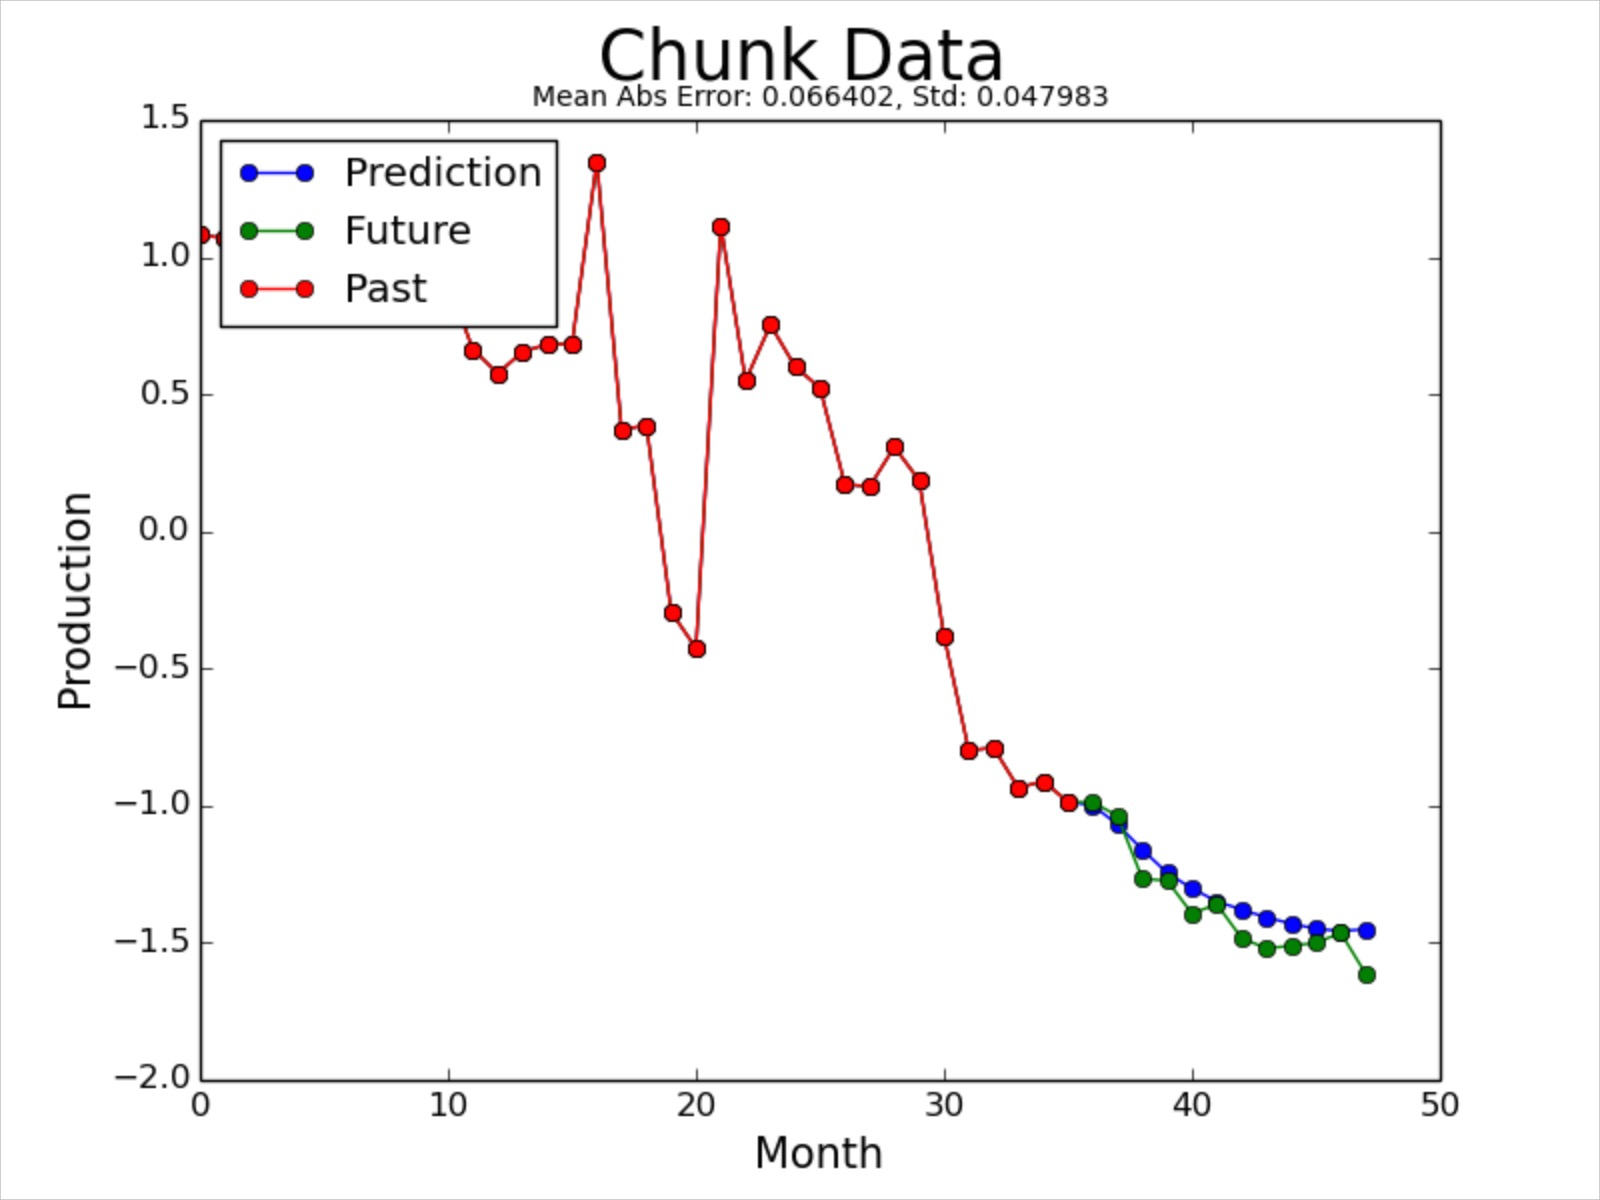 Chunk Data
Mean Abs Error: 0.066402, Std: 0.047983
1.5
1.0
0.5
0.0
−0.5
−1.0
−1.5
−2.0
Prediction
Future
Past
Production
0 10 20 30 40 50
Month